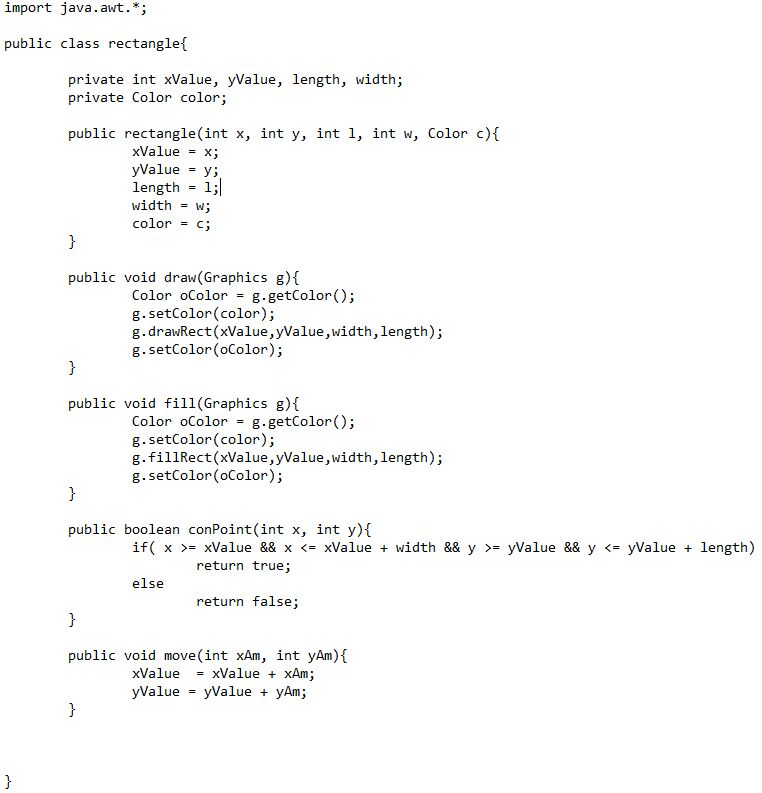 import java.awt.*;
public class rectangle{
private int xValue, yValue, length, width;
private Color color;
public rectangle(int x, int y, int l, int w, Color c){
xValue = x;
yValue = y;
length = l;
width = w;
color = c;
}
public void draw(Graphics g){
Color oColor = g.getColor();
g.setColor(color);
g.drawRect(xValue,yValue,width,length);
g.setColor(oColor);
}
public void fill(Graphics g){
Color oColor = g.getColor();
g.setColor(color);
g.fillRect(xValue,yValue,width,length);
g.setColor(oColor);
}
public boolean conPoint(int x, int y){
if( x >= xValue && x <= xValue + width && y >= yValue && y <= yValue + length)
return true;
else
return false;
}
public void move(int xAm, int yAm){
xValue  = xValue + xAm;
yValue = yValue + yAm;
}
}